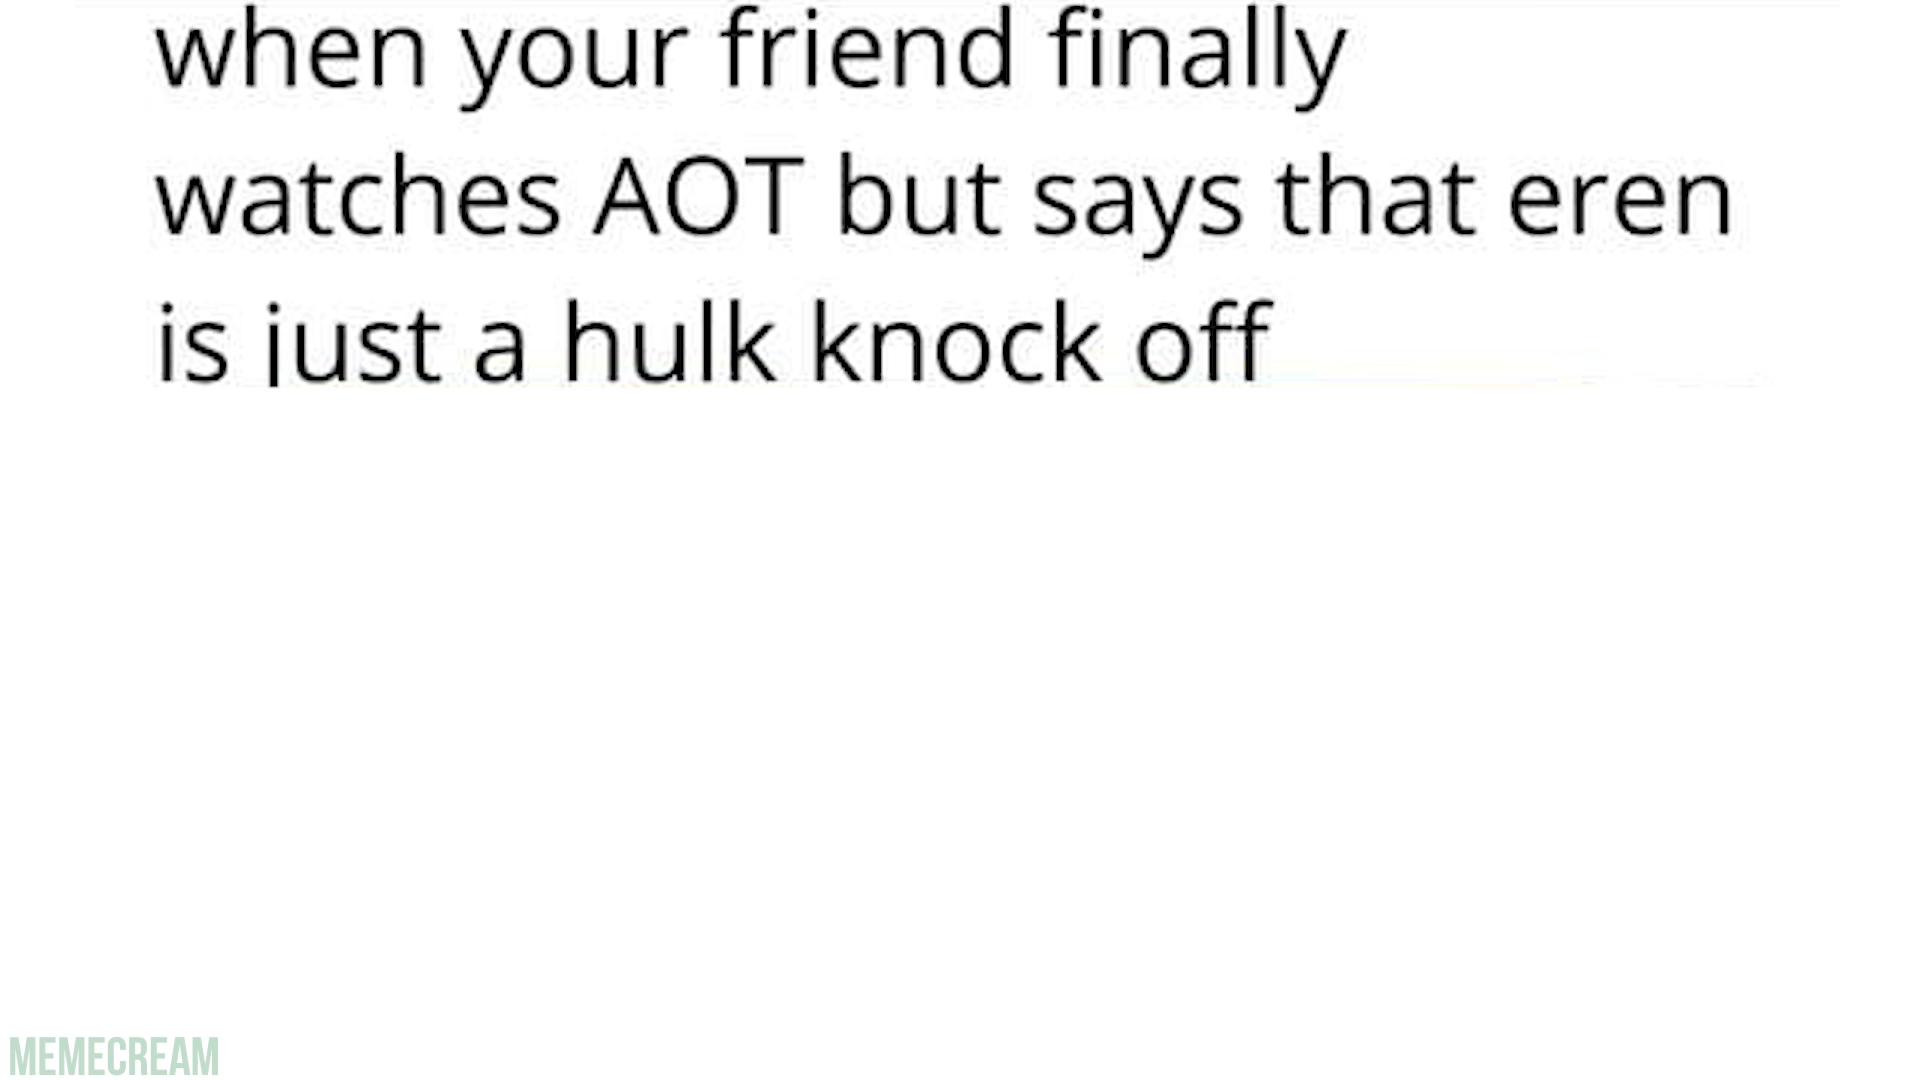 when your friend finally
watches AOT but says that eren
is just a hulk knock off
MEMECREAM